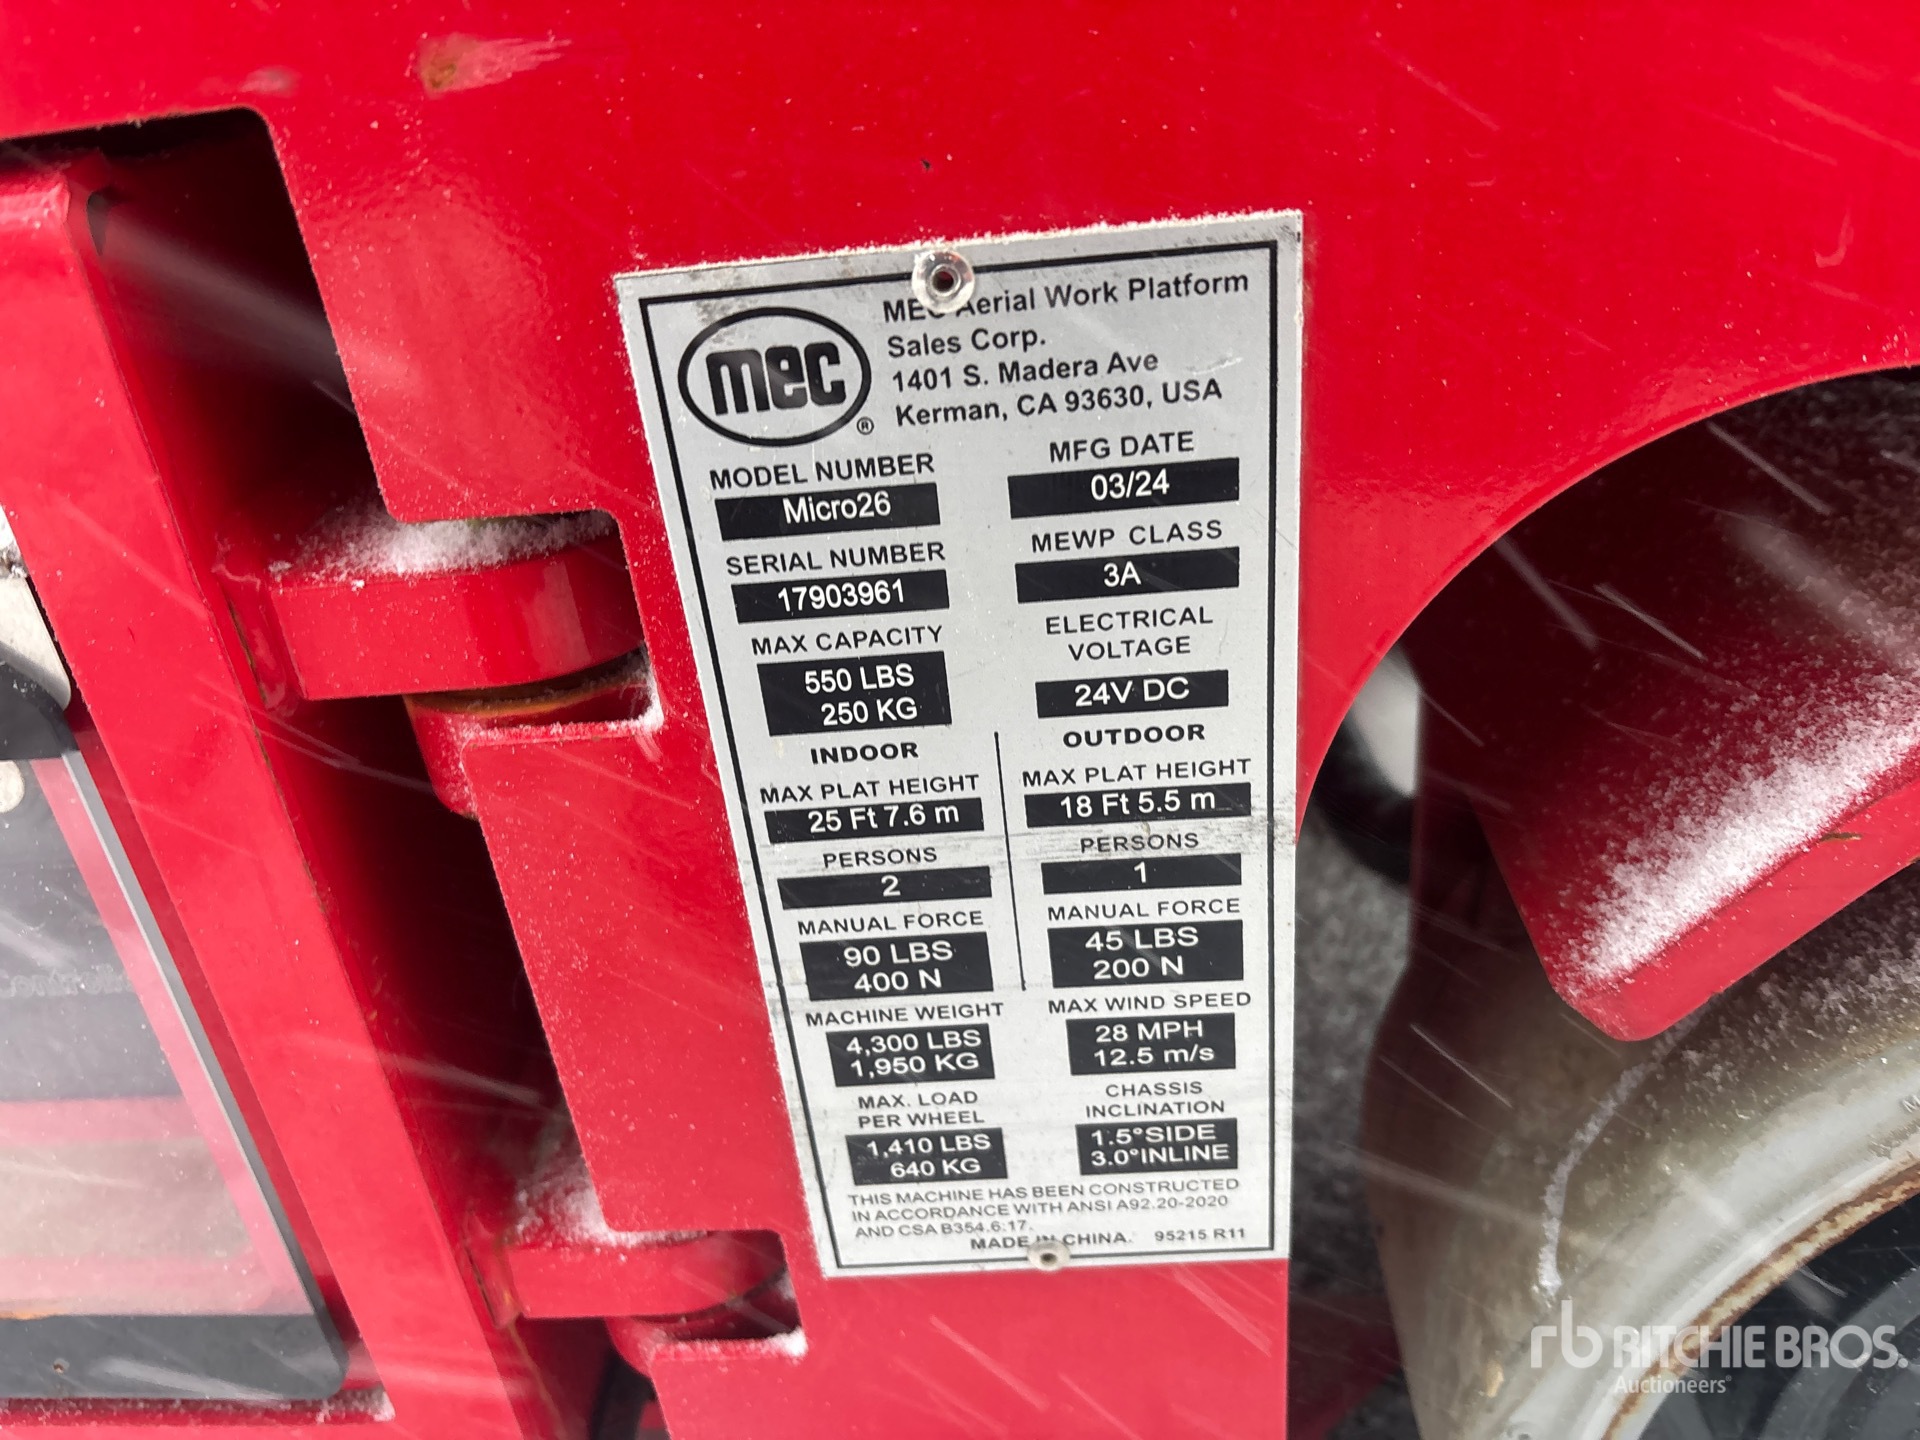 mec®
MEC Aerial Work Platform
Sales Corp.
1401 S. Madera Ave
Kerman, CA 93630, USA
MODEL NUMBER
Micro26
MFG DATE
03/24
SERIAL NUMBER
17903961
MEWP CLASS
3A
MAX CAPACITY
550 LBS
250 KG
ELECTRICAL
VOLTAGE
24V DC
INDOOR
MAX PLAT HEIGHT
25 Ft 7.6 m
PERSONS
2
MANUAL FORCE
90 LBS
400 N
OUTDOOR
MAX PLAT HEIGHT
18 Ft 5.5 m
PERSONS
1
MANUAL FORCE
45 LBS
200 N
MACHINE WEIGHT
4,300 LBS
1,950 KG
MAX WIND SPEED
28 MPH
12.5 m/s
MAX. LOAD
PER WHEEL
1,410 LBS
640 KG
CHASSIS
INCLINATION
1.5°SIDE
3.0°INLINE
THIS MACHINE HAS BEEN CONSTRUCTED
IN ACCORDANCE WITH ANSI A92.20-2020
AND CSA B354.6:17.
MADE IN CHINA. 95215 R11
rb RITCHIE BROS.
Auctioneers